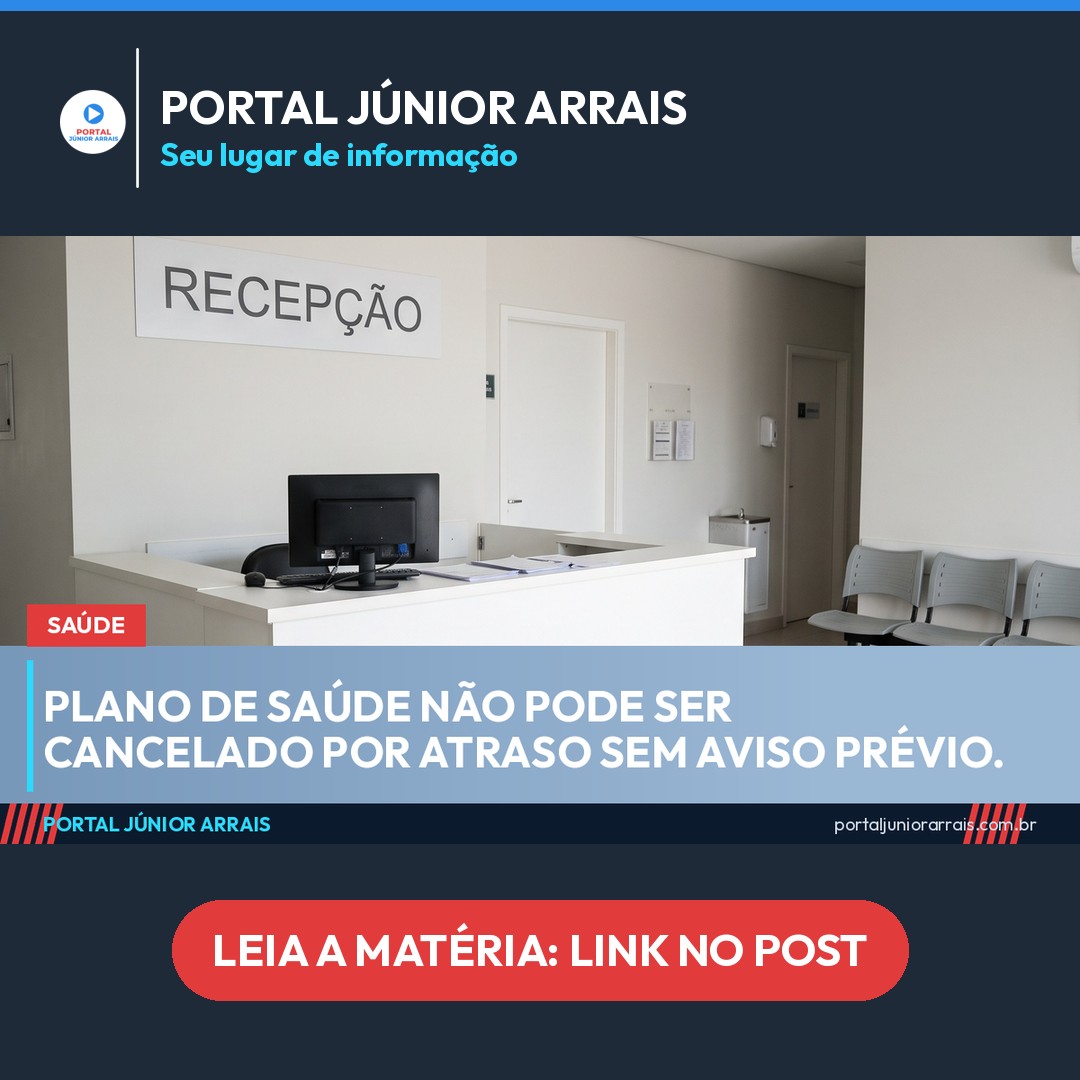 PORTAL JÚNIOR ARRAIS
Seu lugar de informação
PORTAL
JÚNIOR ARRAIS
RECEPÇÃO
SAÚDE
PLANO DE SAÚDE NÃO PODE SER
CANCELADO POR ATRASO SEM AVISO PRÉVIO.
PORTAL JÚNIOR ARRAIS
portaljuniorarrais.com.br
LEIA A MATÉRIA: LINK NO POST